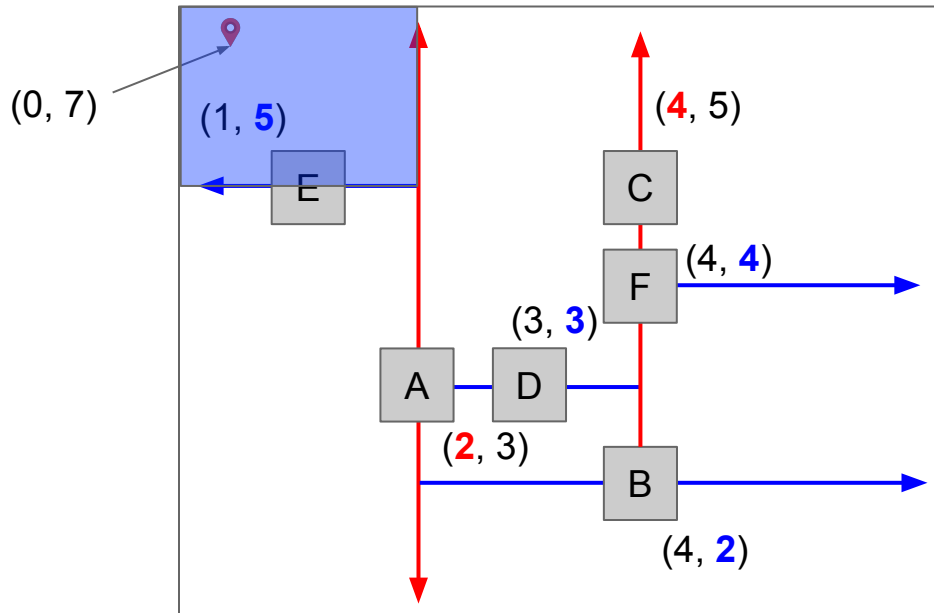 (0, 7)
(1, 5)
(4, 5)
E
C
F
(4, 4)
(3, 3)
A
D
(2, 3)
B
(4, 2)